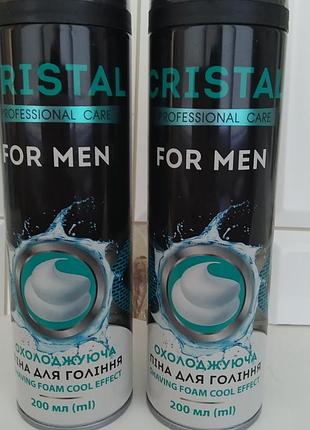 RISTAL
PROFESSIONAL CARE
FOR MEN
ОХОЛОДЖУЮЧА
ПІНА ДЛЯ ГОЛІННЯ
SHAVING FOAM COOL EFFECT
200 мл (ml)
CRISTAL
PROFESSIONAL CARE
FOR MEN
ОХОЛОДЖУЮЧА
ПІНА ДЛЯ ГОЛІННЯ
SHAVING FOAM COOL EFFECT
200 мл (ml)